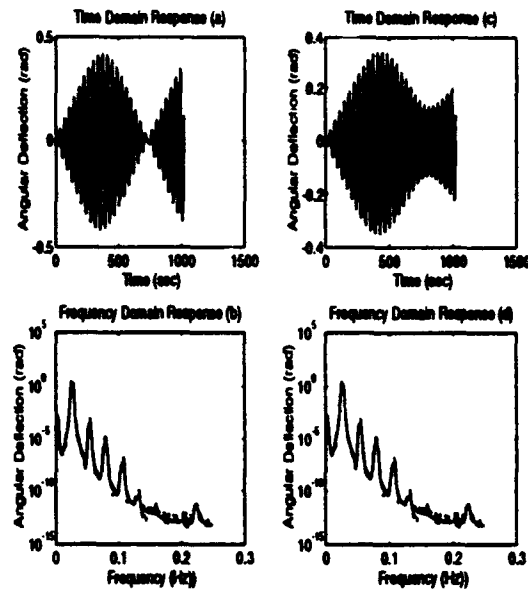 Time Domain Response (a)
Angular Deflection (rad)
0.5
0
-0.5
0
500
1000
1500
Time (sec)
Time Domain Response (c)
Angular Deflection (rad)
0.4
0.2
0
-0.2
-0.4
0
500
1000
1500
Time (sec)
Frequency Domain Response (b)
Angular Deflection (rad)
10^5
10^0
10^-5
10^-10
10^-15
0
0.1
0.2
0.3
Frequency (Hz))
Frequency Domain Response (d)
Angular Deflection (rad)
10^5
10^0
10^-5
10^-10
10^-15
0
0.1
0.2
0.3
Frequency (Hz))